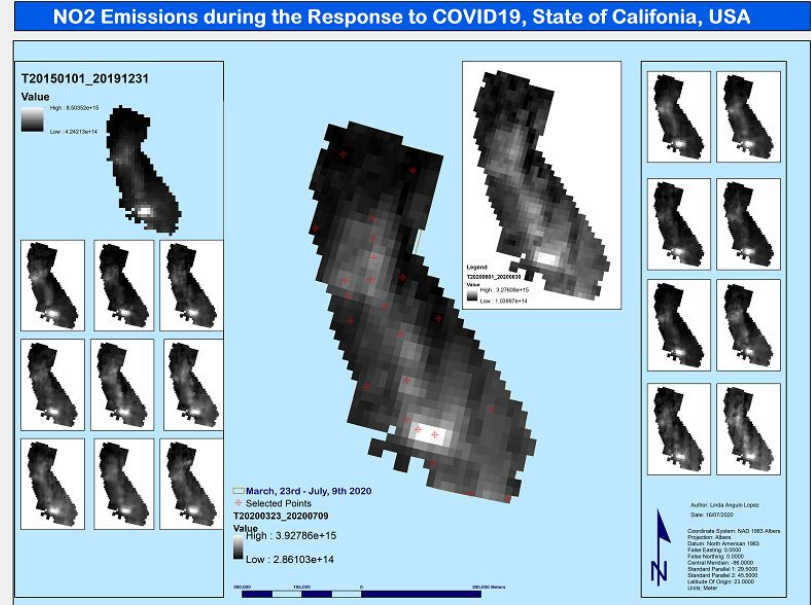 NO2 Emissions during the Response to COVID19, State of Califonia, USA
T20150101_20191231
Value
High : 8.50352e+15
Low : 4.24213e+14
Legend
T20200601_20200630
Value
High : 3.27608e+15
Low : 1.03997e+14
March, 23rd - July, 9th 2020
Selected Points
T20200323_20200709
Value
High : 3.92786e+15
Low : 2.86103e+14
0
Author: Linda Angulo Lopez
Date: 16/07/2020
Coordinate System: NAD 1983 Albers
Projection: Albers
Datum: North American 1983
False Easting: 0.0000
False Northing: 0.0000
Central Meridian: -96.0000
Standard Parallel 1: 29.5000
Standard Parallel 2: 45.5000
Latitude Of Origin: 23.0000
Units: Meter
N